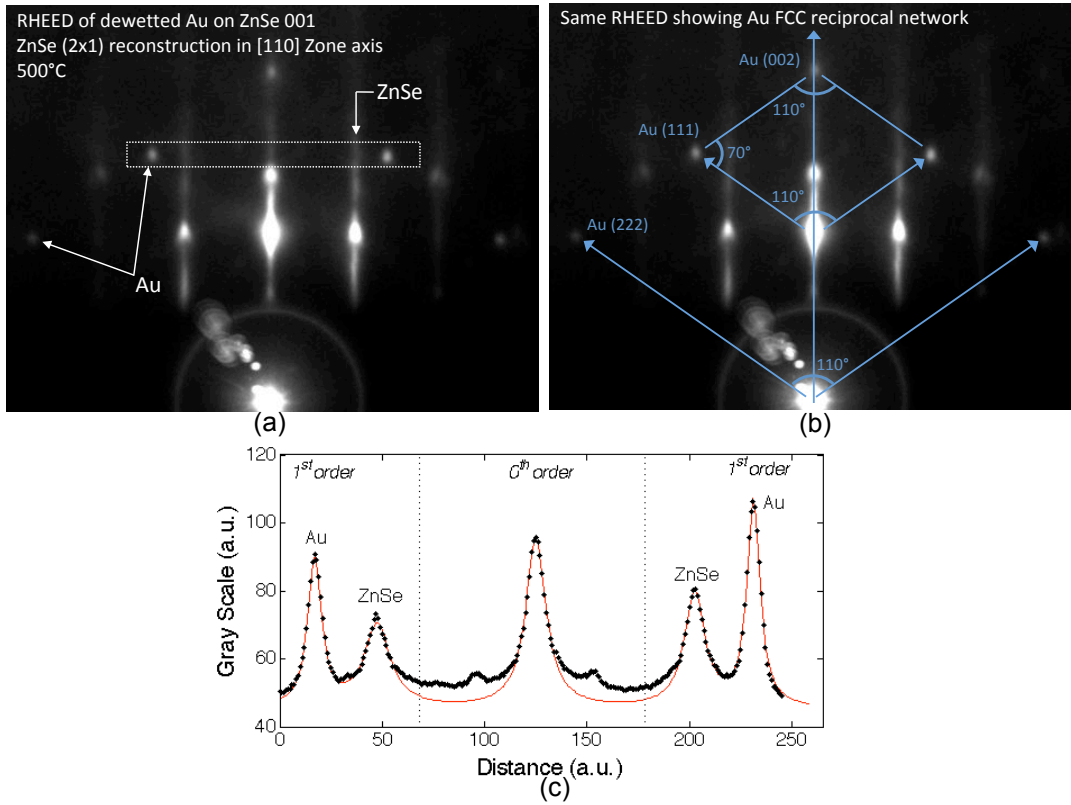 RHEED of dewetted Au on ZnSe 001
ZnSe (2x1) reconstruction in [110] Zone axis
500°C
ZnSe
Au
(a)
Same RHEED showing Au FCC reciprocal network
Au (002)
110°
Au (111)
70°
110°
Au (222)
110°
(b)
120
100
80
60
40
Gray Scale (a.u.)
1st order
0th order
1st order
Au
ZnSe
ZnSe
Au
0
50
100
150
200
250
Distance (a.u.)
(c)